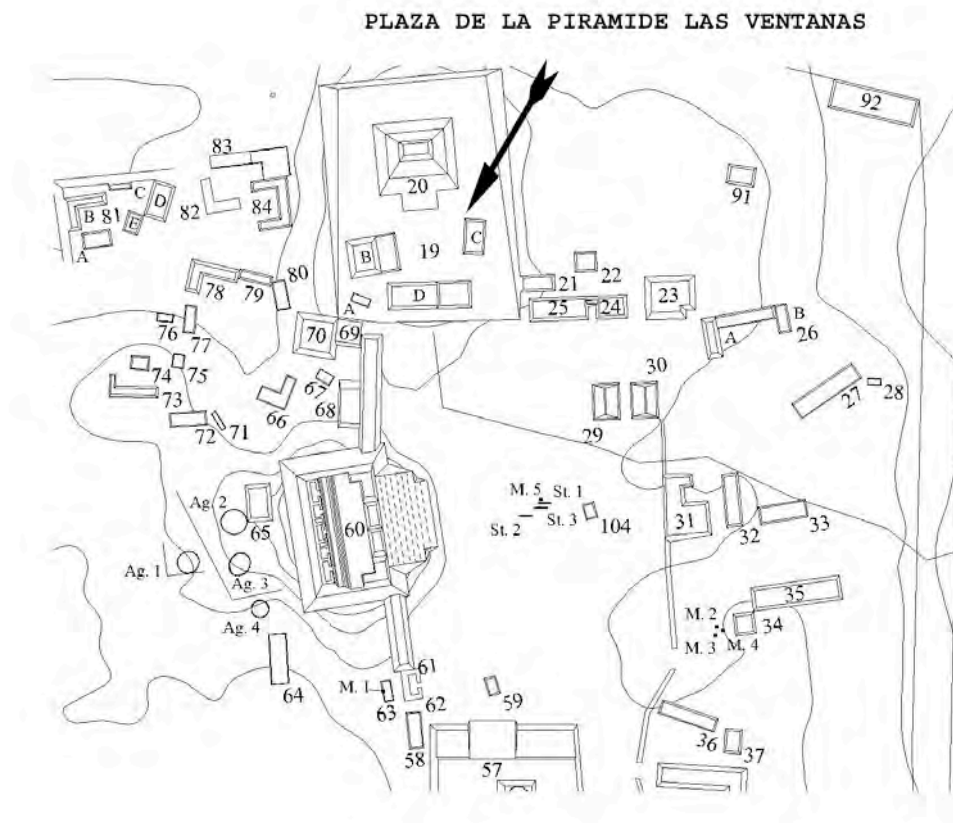 PLAZA DE LA PIRAMIDE LAS VENTANAS
92
83
20
91
C
D
B
81
E
A
82
84
C
B
19
80
22
78
79
21
D
A
23
25
24
B
76
77
70
69
A
26
74
75
67
30
73
66
68
28
27
72
71
29
Ag. 2
M. 5
St. 1
65
60
St. 2
St. 3
104
31
32
33
Ag. 1
Ag. 3
35
Ag. 4
M. 2
34
M. 3
M. 4
61
64
M. 1
59
63
62
36
37
58
57